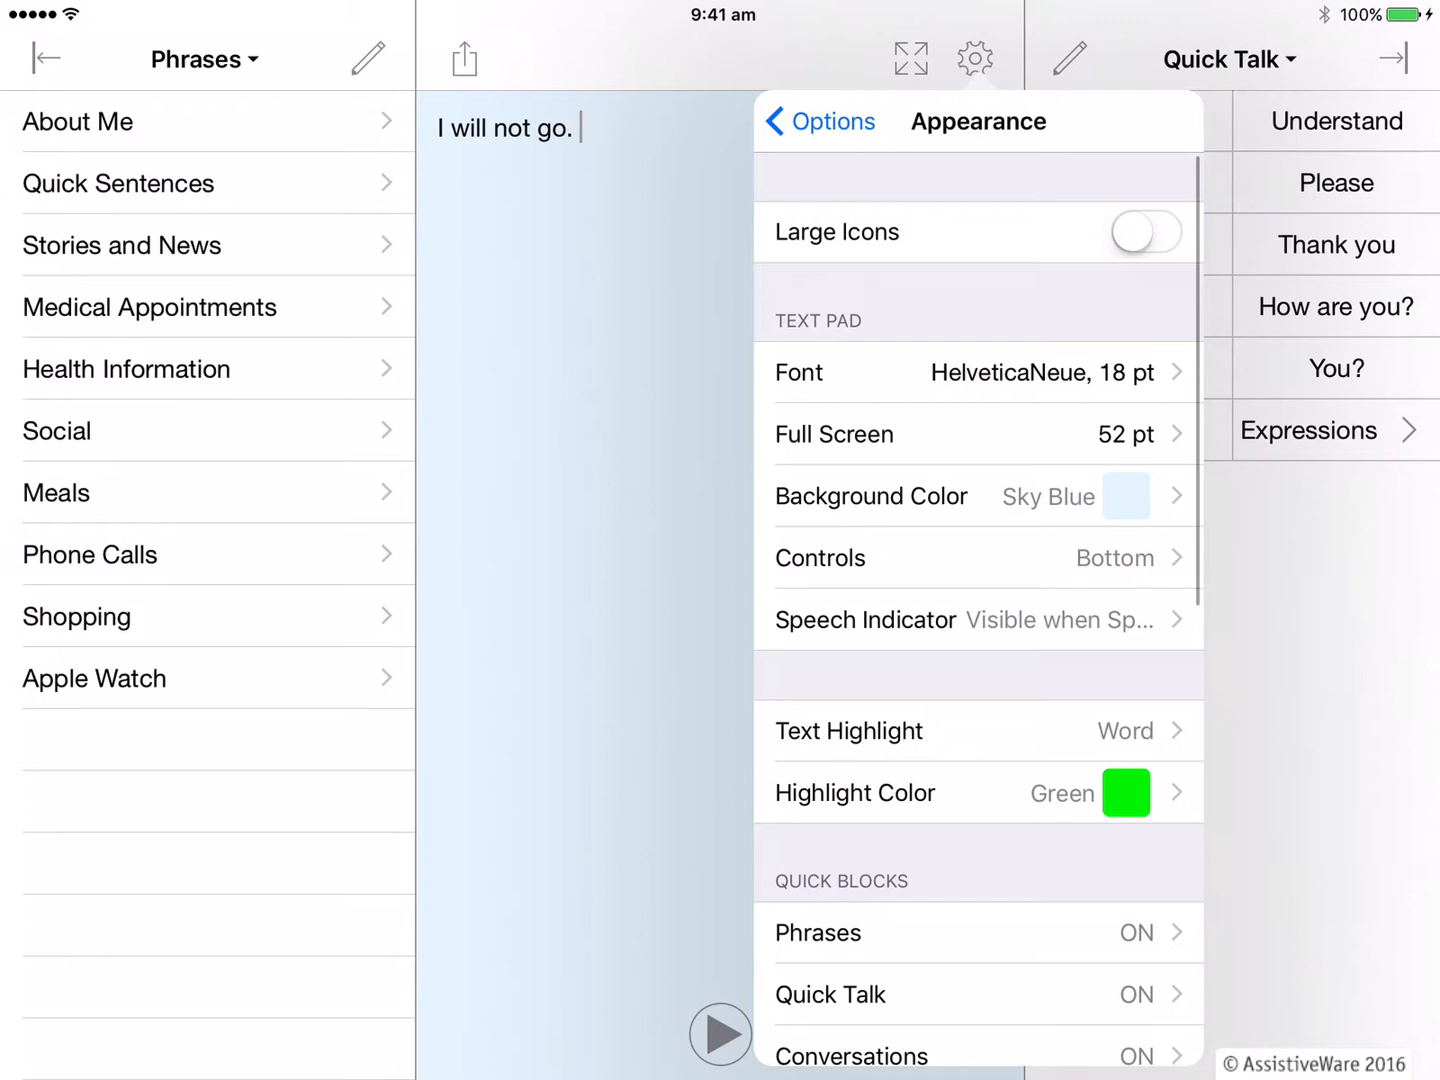 9:41 am
100%
Phrases
Quick Talk
About Me
Quick Sentences
Stories and News
Medical Appointments
Health Information
Social
Meals
Phone Calls
Shopping
Apple Watch
I will not go.
Options
Appearance
Large Icons
TEXT PAD
Font HelveticaNeue, 18 pt
Full Screen 52 pt
Background Color Sky Blue
Controls Bottom
Speech Indicator Visible when Sp...
Text Highlight Word
Highlight Color Green
QUICK BLOCKS
Phrases ON
Quick Talk ON
Conversations ON
Understand
Please
Thank you
How are you?
You?
Expressions
© AssistiveWare 2016